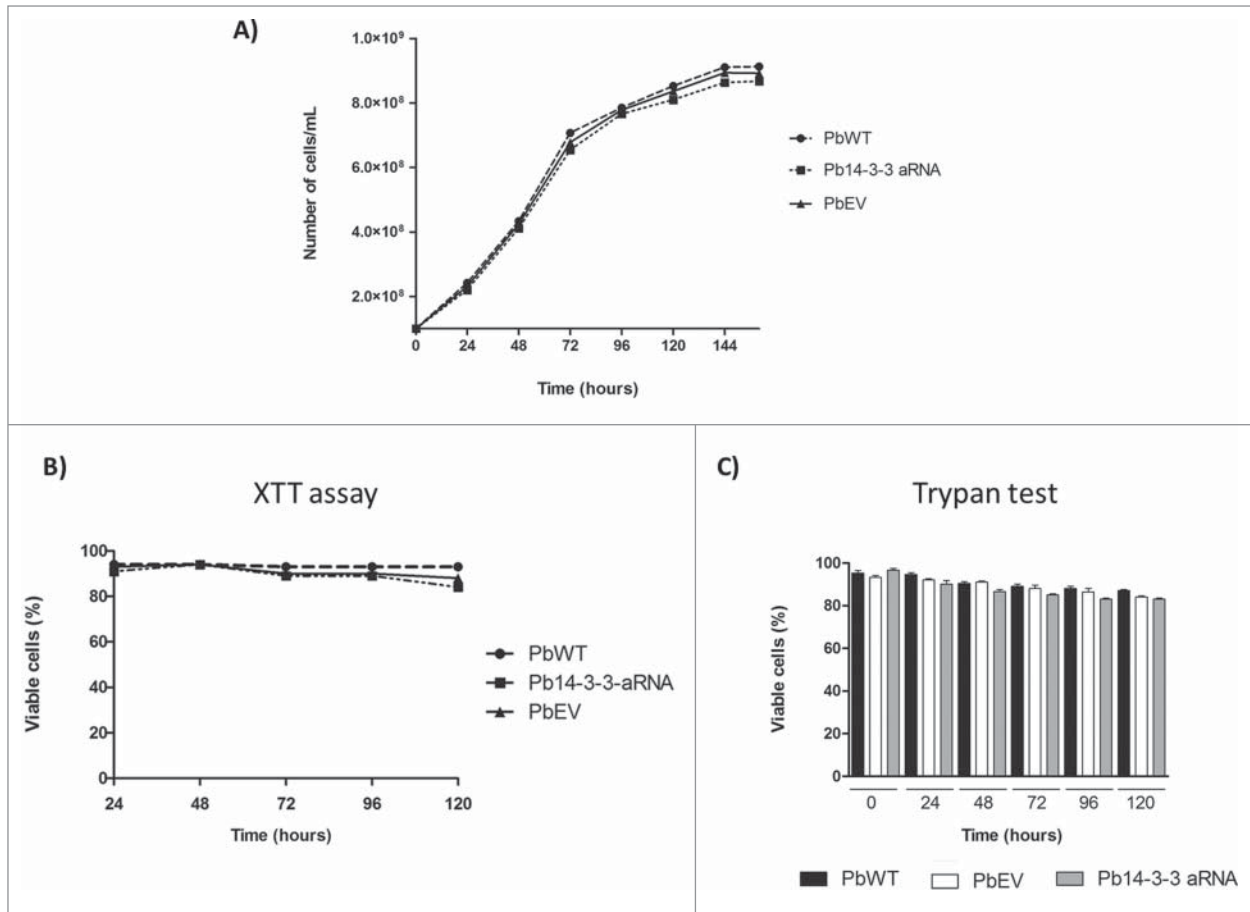 A)
1.0×10⁹
8.0×10⁸
6.0×10⁸
4.0×10⁸
2.0×10⁸
Number of cells/mL
0 24 48 72 96 120 144
Time (hours)
PbWT
Pb14-3-3 aRNA
PbEV
B)
XTT assay
100
80
60
40
20
0
Viable cells (%)
24 48 72 96 120
Time (hours)
PbWT
Pb14-3-3-aRNA
PbEV
C)
Trypan test
100
80
60
40
20
0
Viable cells (%)
0 24 48 72 96 120
Time (hours)
PbWT PbEV Pb14-3-3 aRNA